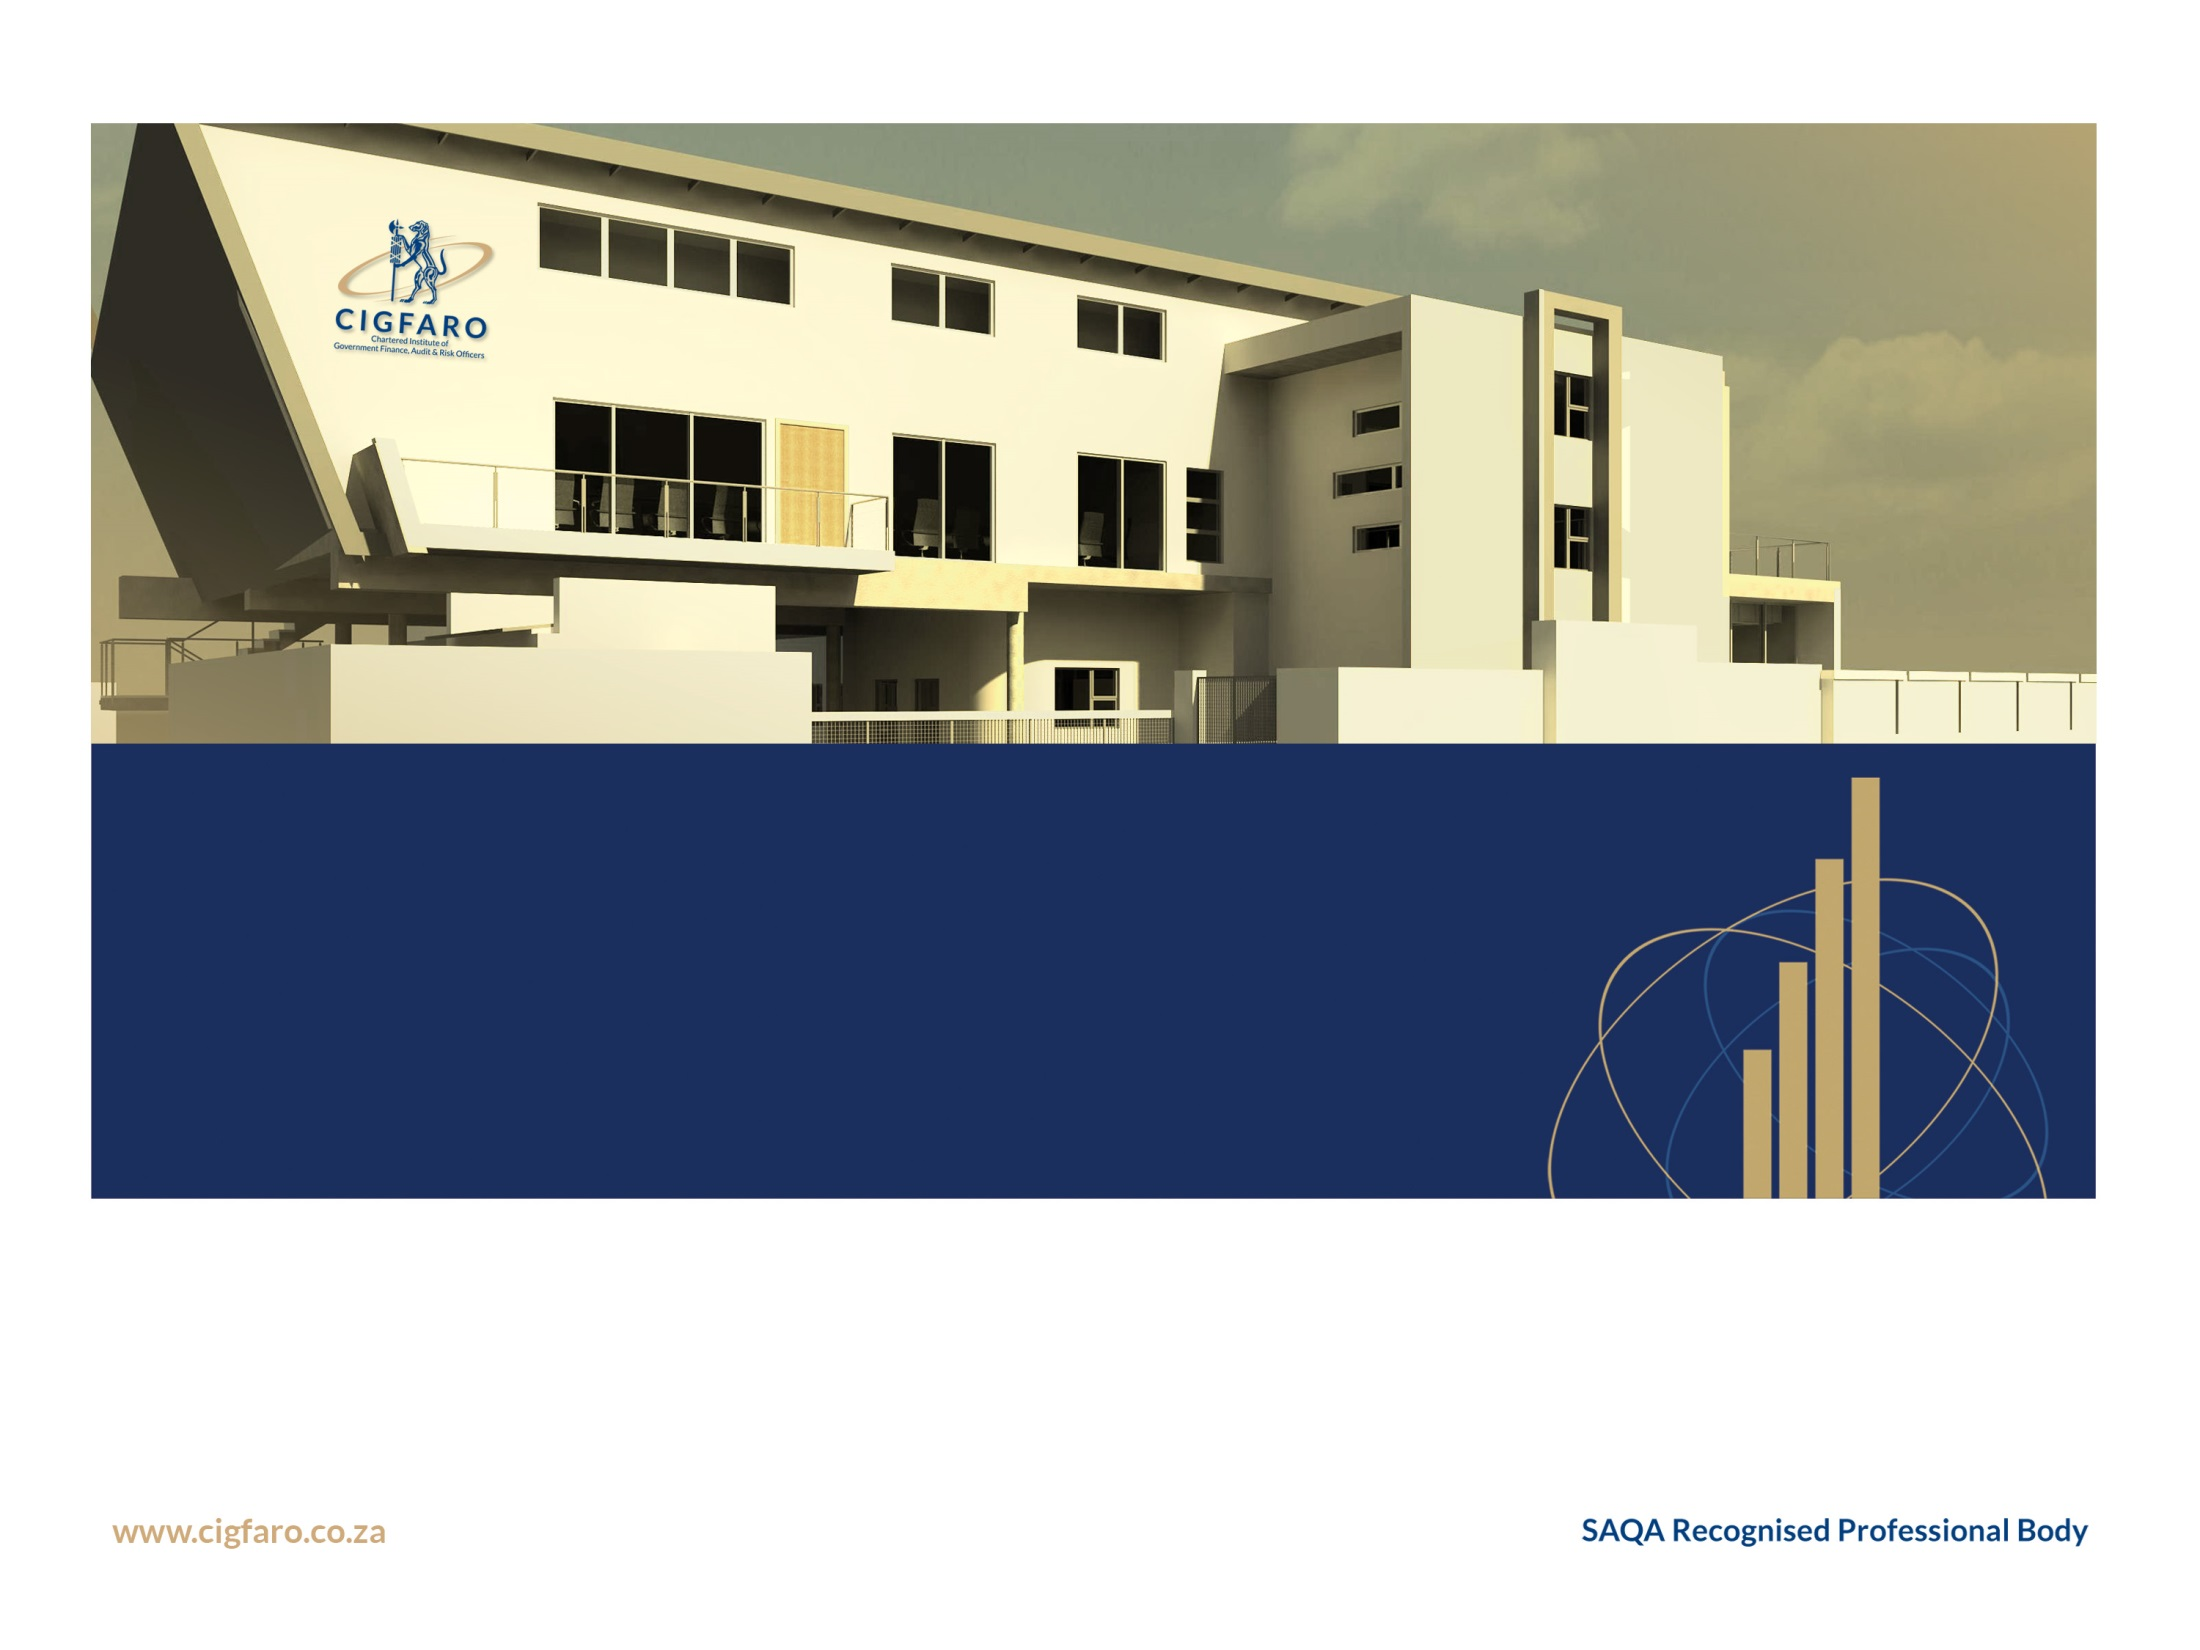 CIGFARO
Chartered Institute of
Government Finance, Audit & Risk Officers
www.cigfaro.co.za
SAQA Recognised Professional Body